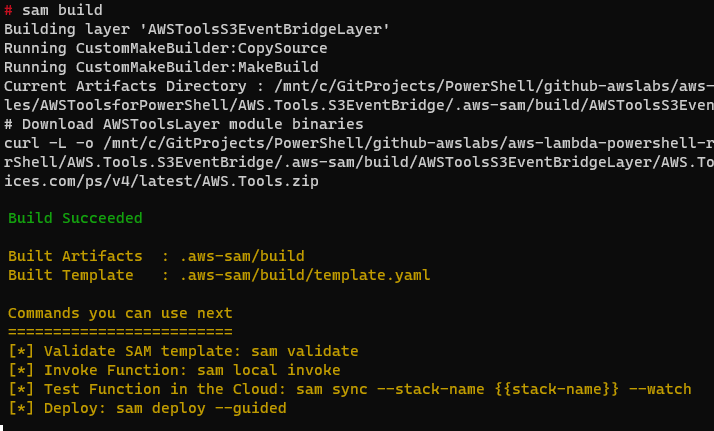 # sam build
Building layer 'AWSToolsS3EventBridgeLayer'
Running CustomMakeBuilder:CopySource
Running CustomMakeBuilder:MakeBuild
Current Artifacts Directory : /mnt/c/GitProjects/PowerShell/github-awslabs/aws-
les/AWSToolsforPowerShell/AWS.Tools.S3EventBridge/.aws-sam/build/AWSToolsS3Even
# Download AWSToolsLayer module binaries
curl -L -o /mnt/c/GitProjects/PowerShell/github-awslabs/aws-lambda-powershell-r
rShell/AWS.Tools.S3EventBridge/.aws-sam/build/AWSToolsS3EventBridgeLayer/AWS.To
ices.com/ps/v4/latest/AWS.Tools.zip
Build Succeeded
Built Artifacts  : .aws-sam/build
Built Template   : .aws-sam/build/template.yaml
Commands you can use next
=========================
[*] Validate SAM template: sam validate
[*] Invoke Function: sam local invoke
[*] Test Function in the Cloud: sam sync --stack-name {{stack-name}} --watch
[*] Deploy: sam deploy --guided